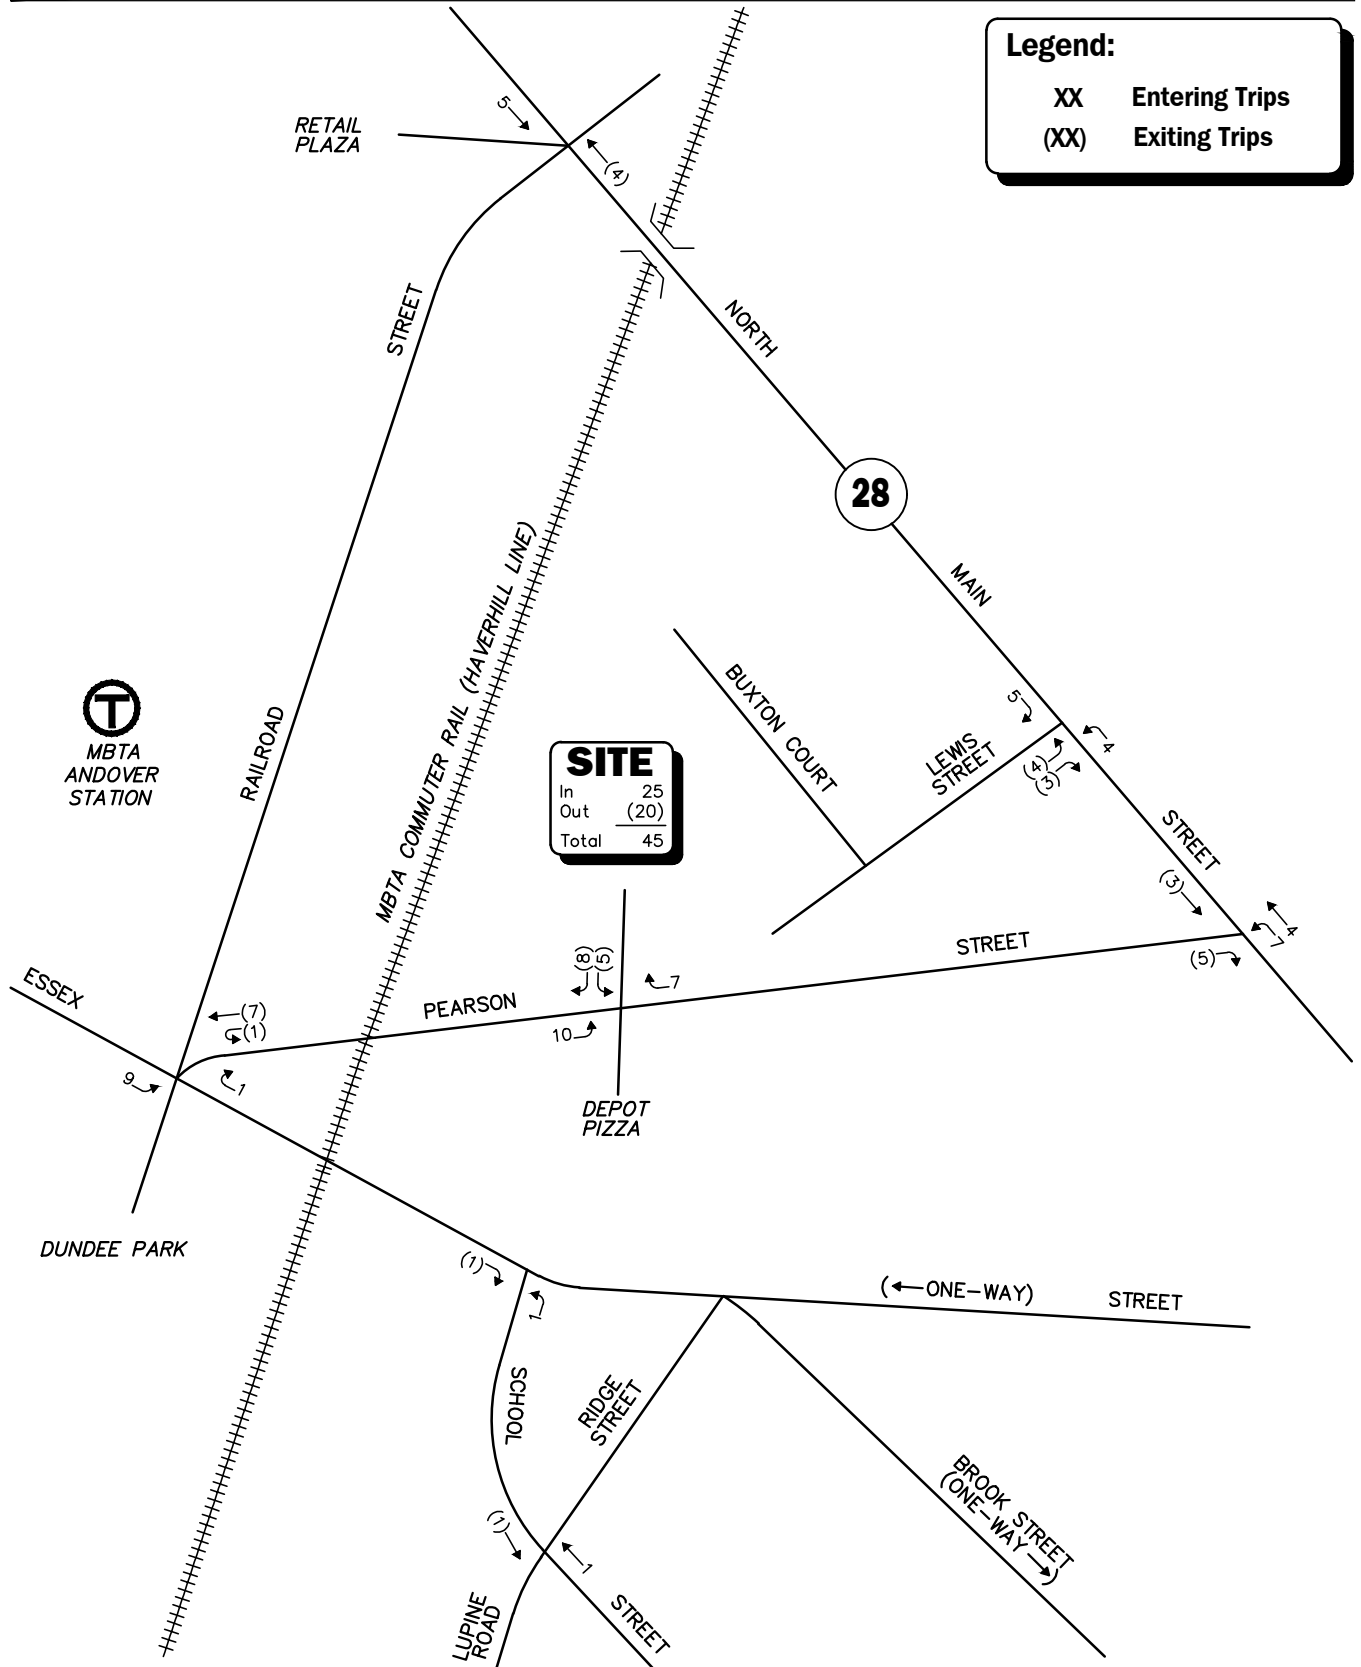 Legend:
XX Entering Trips
(XX) Exiting Trips
5
RETAIL
PLAZA
(4)
STREET
NORTH
28
MAIN
MBTA COMMUTER RAIL (HAVERHILL LINE)
BUXTON COURT
5
4
LEWIS
STREET
(4)
(3)
T
MBTA
ANDOVER
STATION
RAILROAD
SITE
In 25
Out (20)
Total 45
STREET
(3)
4
7
(5)
STREET
(8)
(5)
7
PEARSON
10
ESSEX
(7)
(1)
9
1
DEPOT
PIZZA
DUNDEE PARK
(1)
1
(←ONE-WAY)
STREET
SCHOOL
RIDGE
STREET
BROOK STREET
(ONE-WAY→)
(1)
1
LUPINE
ROAD
STREET